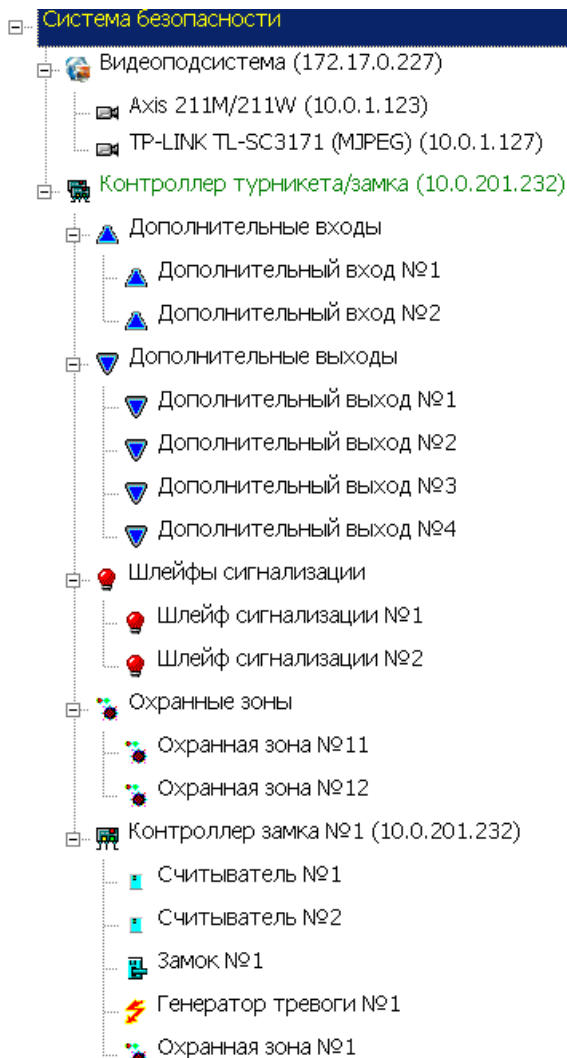 Система безопасности
Видеоподсистема (172.17.0.227)
Axis 211M/211W (10.0.1.123)
TP-LINK TL-SC3171 (MJPEG) (10.0.1.127)
Контроллер турникета/замка (10.0.201.232)
Дополнительные входы
Дополнительный вход №1
Дополнительный вход №2
Дополнительные выходы
Дополнительный выход №1
Дополнительный выход №2
Дополнительный выход №3
Дополнительный выход №4
Шлейфы сигнализации
Шлейф сигнализации №1
Шлейф сигнализации №2
Охранные зоны
Охранная зона №11
Охранная зона №12
Контроллер замка №1 (10.0.201.232)
Считыватель №1
Считыватель №2
Замок №1
Генератор тревоги №1
Охранная зона №1